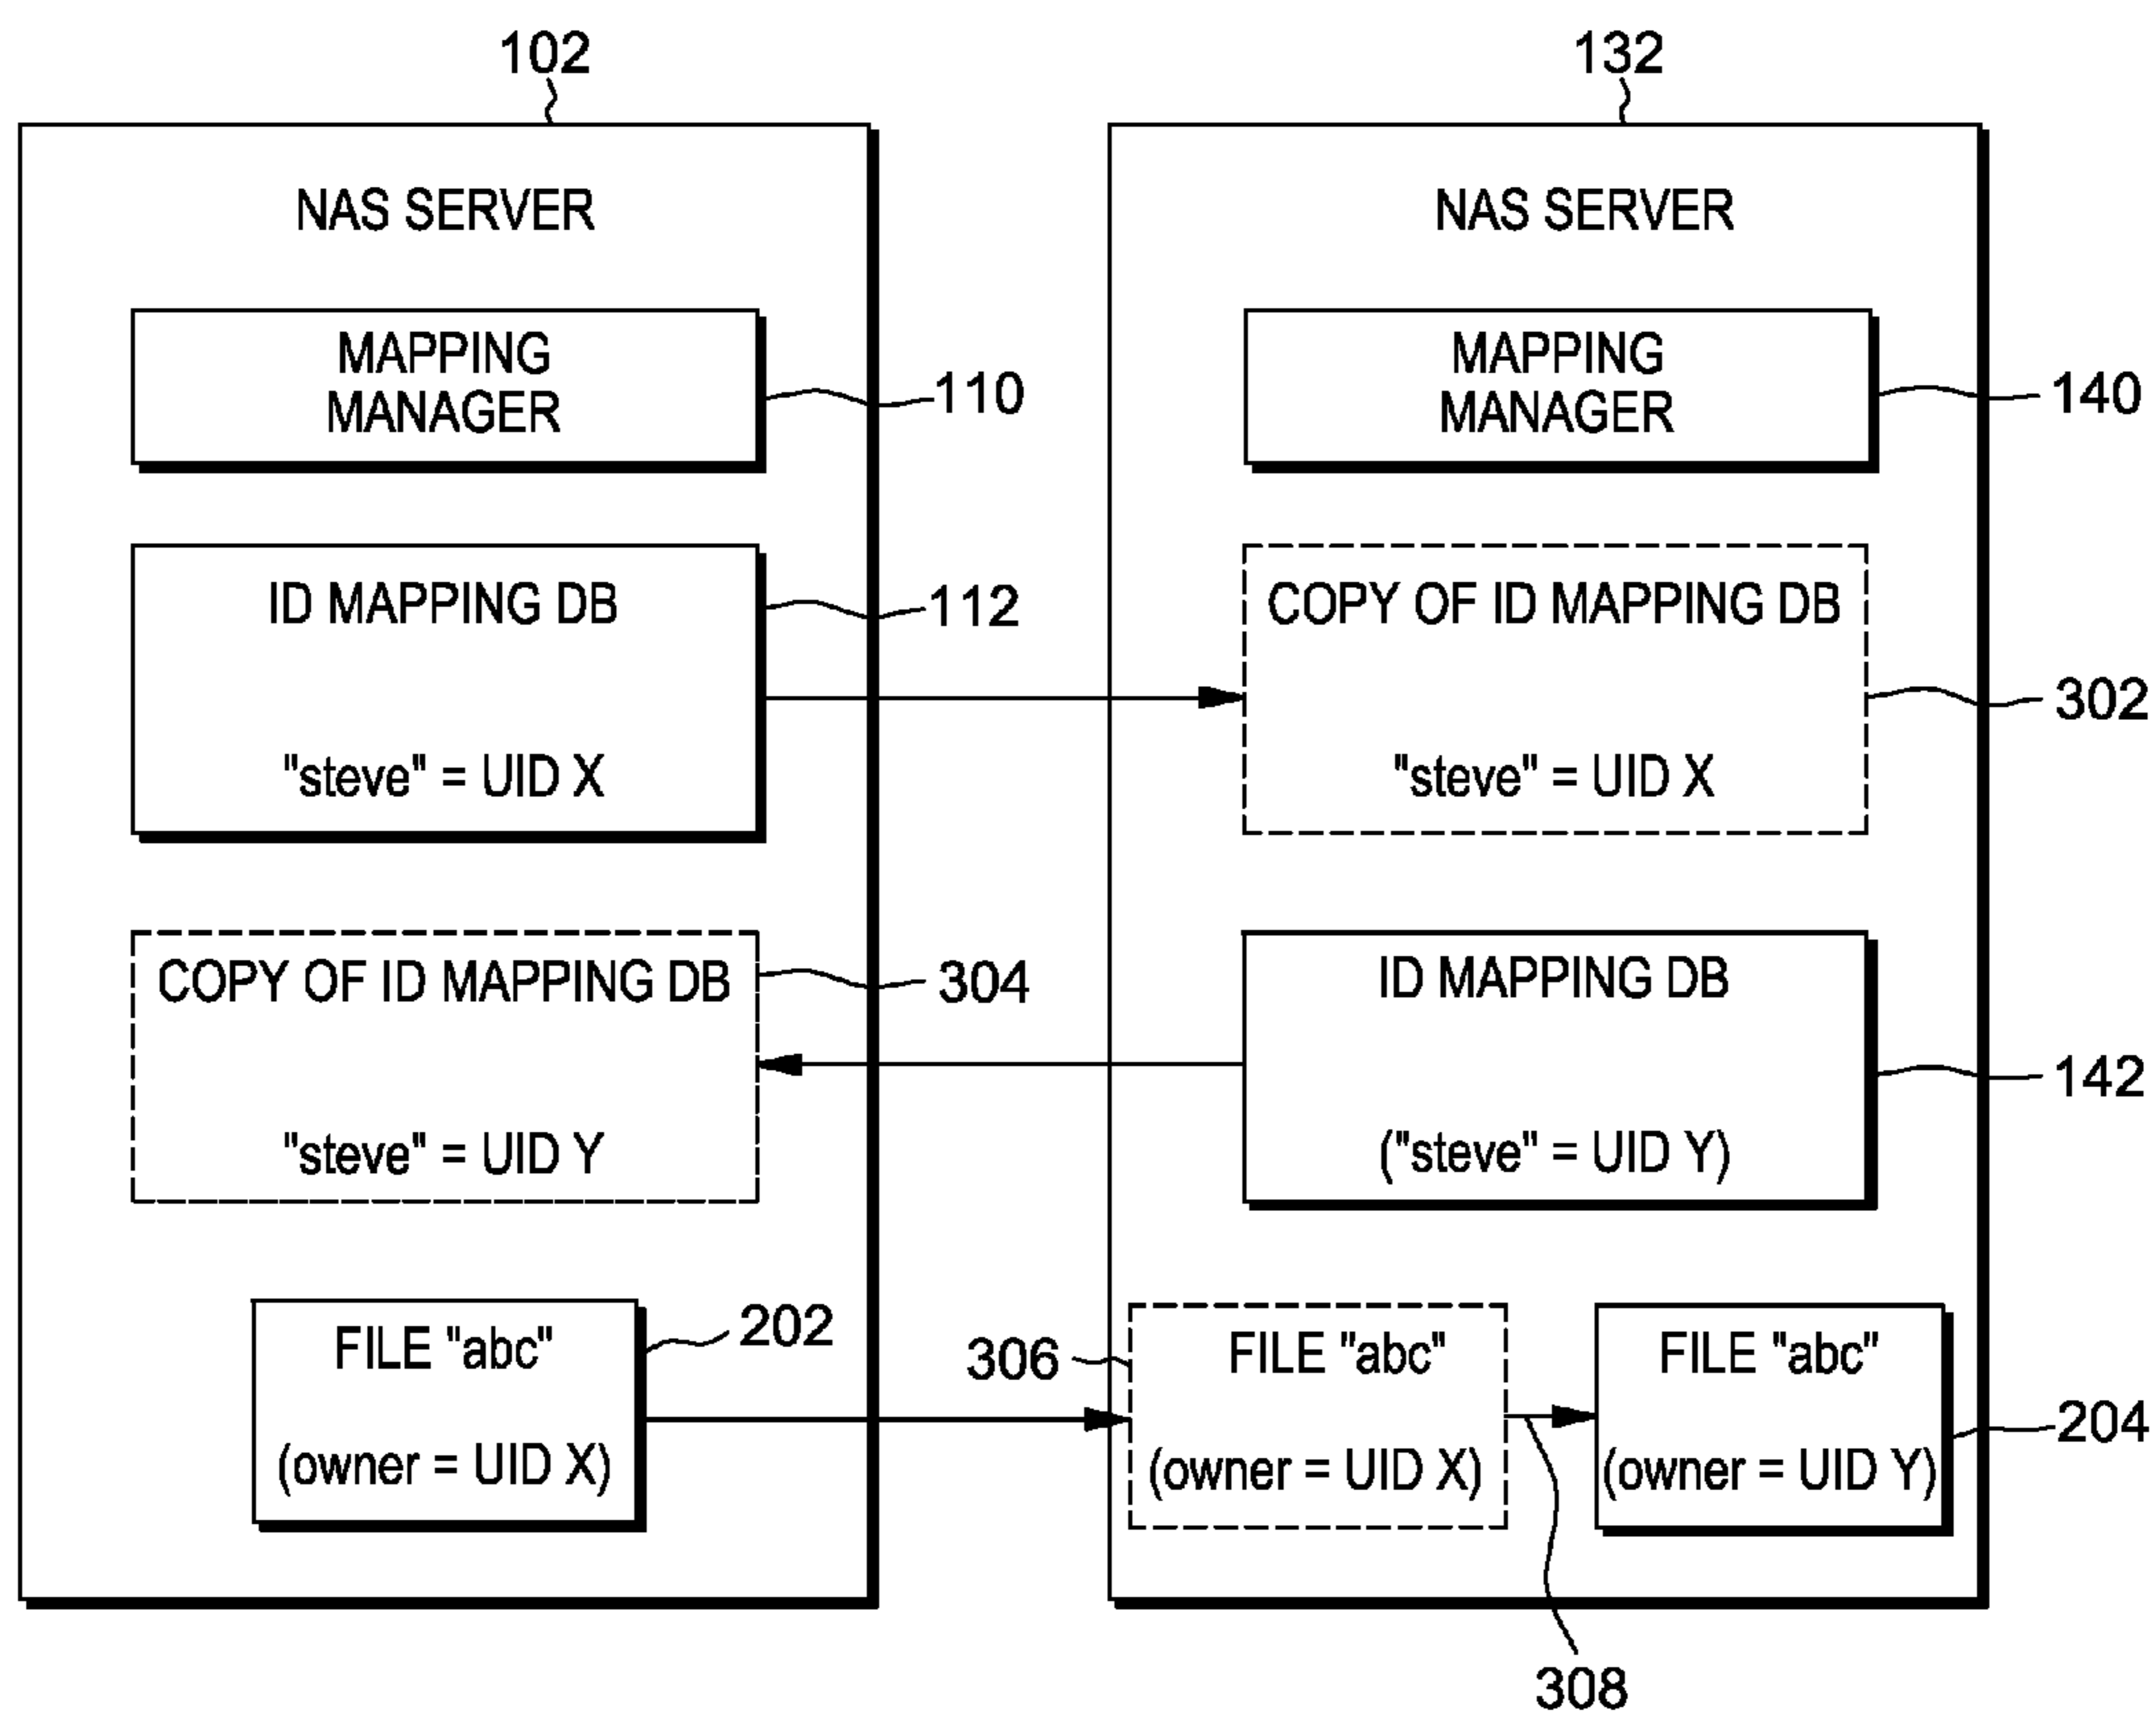 102
132
NAS SERVER
NAS SERVER
MAPPING
MANAGER
110
MAPPING
MANAGER
140
ID MAPPING DB
112
"steve" = UID X
COPY OF ID MAPPING DB
302
"steve" = UID X
COPY OF ID MAPPING DB
304
"steve" = UID Y
ID MAPPING DB
142
("steve" = UID Y)
FILE "abc"
202
(owner = UID X)
306
FILE "abc"
(owner = UID X)
FILE "abc"
204
(owner = UID Y)
308